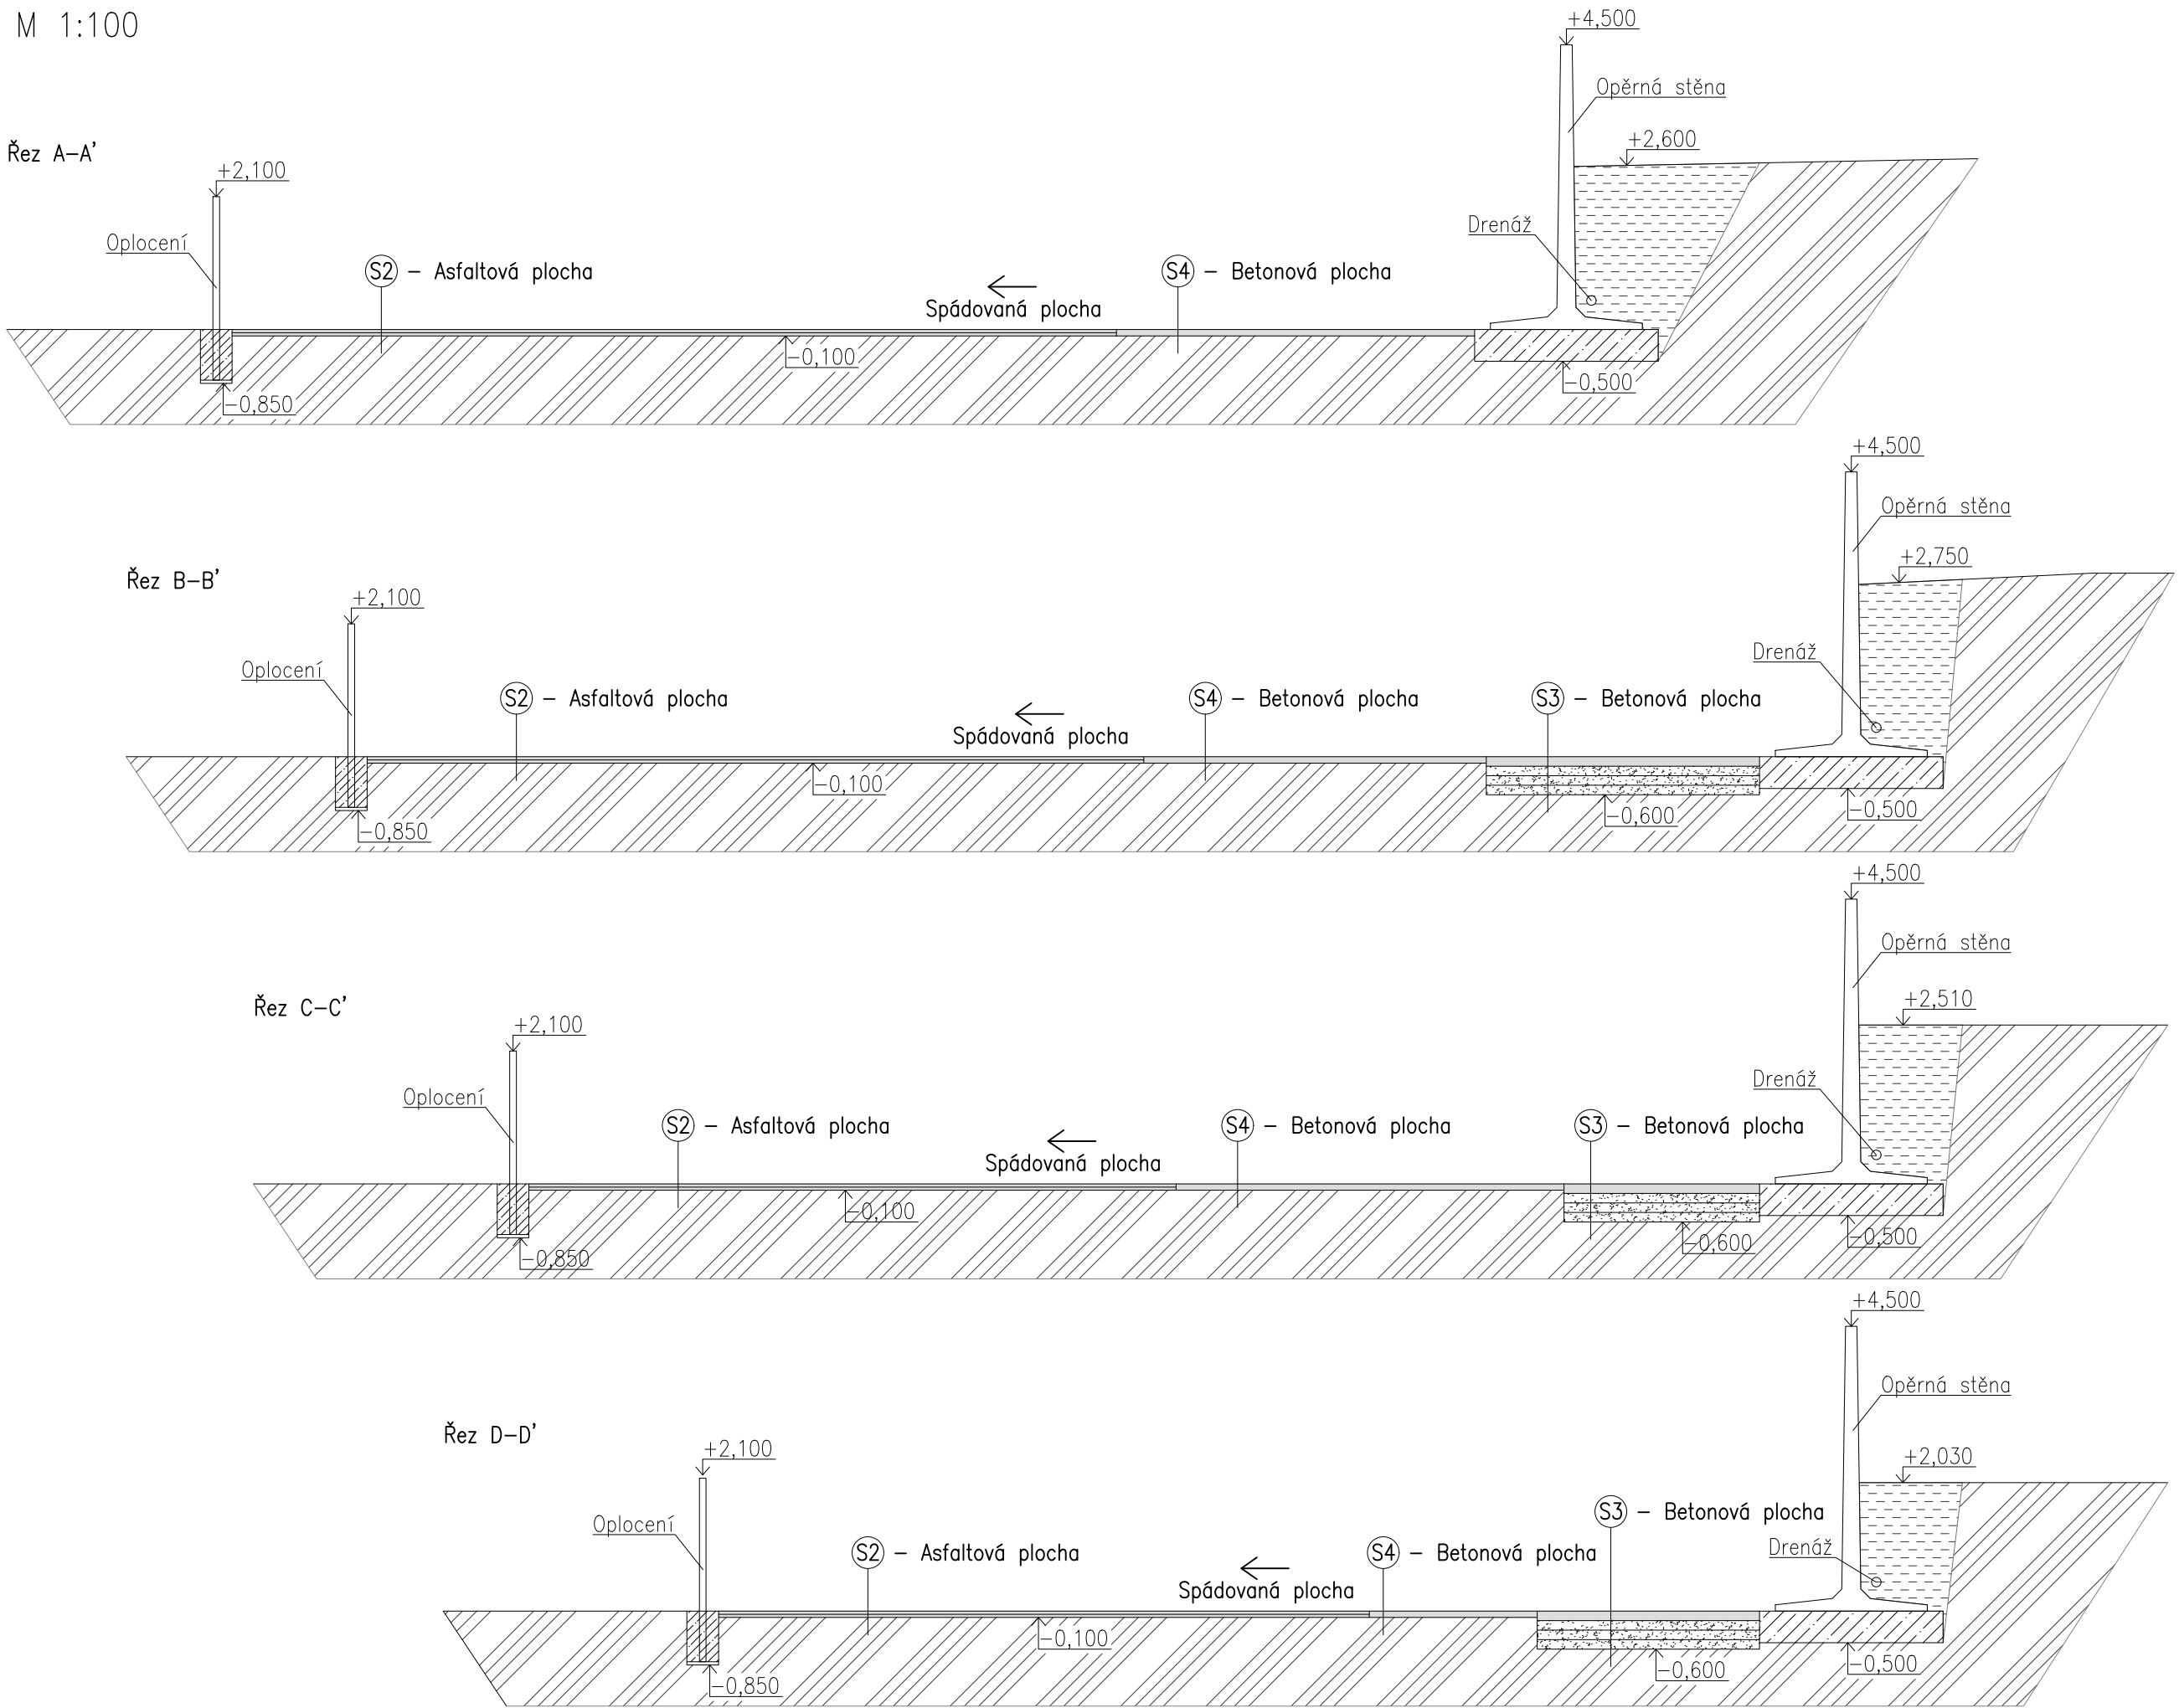 M 1:100
+4,500
Opěrná stěna
+2,600
Řez A–A'
+2,100
Drenáž
Oplocení
S2 – Asfaltová plocha
S4 – Betonová plocha
Spádovaná plocha
–0,100
–0,500
–0,850
+4,500
Opěrná stěna
+2,750
Řez B–B'
+2,100
Drenáž
Oplocení
S2 – Asfaltová plocha
S4 – Betonová plocha
S3 – Betonová plocha
Spádovaná plocha
–0,100
–0,600
–0,500
–0,850
+4,500
Opěrná stěna
+2,510
Řez C–C'
+2,100
Drenáž
Oplocení
S2 – Asfaltová plocha
S4 – Betonová plocha
S3 – Betonová plocha
Spádovaná plocha
–0,100
–0,600
–0,500
–0,850
+4,500
Opěrná stěna
Řez D–D'
+2,100
+2,030
S3 – Betonová plocha
Oplocení
Drenáž
S2 – Asfaltová plocha
S4 – Betonová plocha
Spádovaná plocha
–0,100
–0,600
–0,500
–0,850